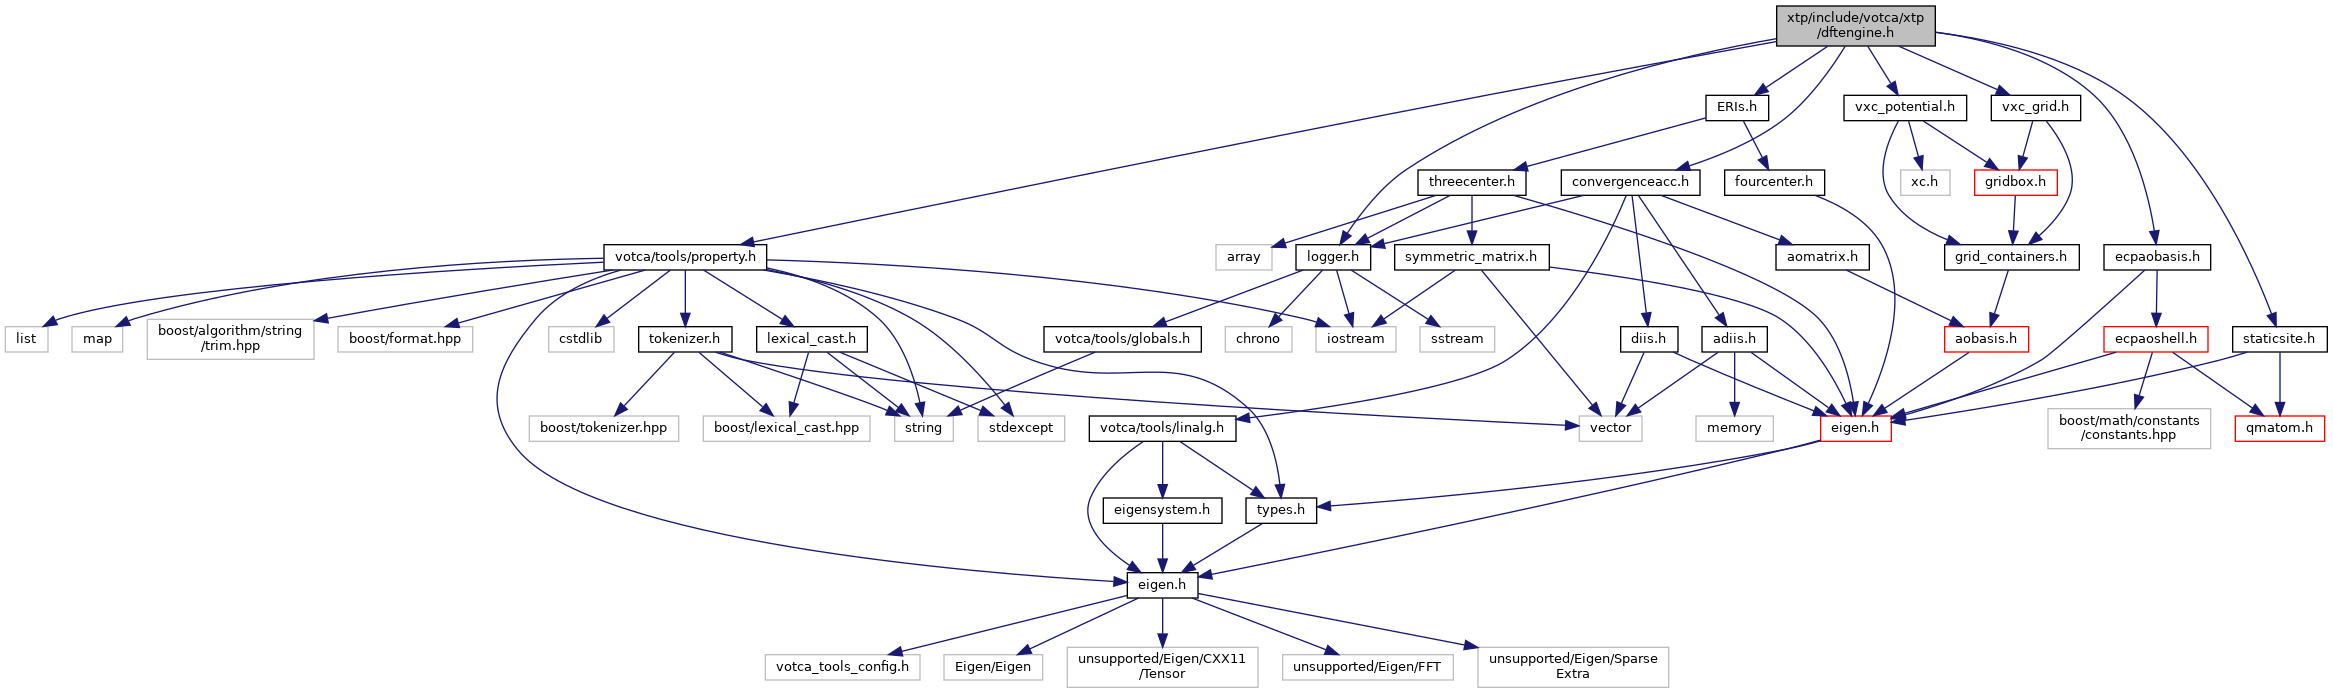 xtp/include/votca/xtp
/dftengine.h
ERIs.h
vxc_potential.h
vxc_grid.h
threecenter.h
convergenceacc.h
fourcenter.h
xc.h
gridbox.h
votca/tools/property.h
array
logger.h
symmetric_matrix.h
aomatrix.h
grid_containers.h
ecpaobasis.h
list
map
boost/algorithm/string
/trim.hpp
boost/format.hpp
cstdlib
tokenizer.h
lexical_cast.h
votca/tools/globals.h
chrono
iostream
sstream
diis.h
adiis.h
aobasis.h
ecpaoshell.h
staticsite.h
boost/tokenizer.hpp
boost/lexical_cast.hpp
string
stdexcept
votca/tools/linalg.h
vector
memory
eigen.h
boost/math/constants
/constants.hpp
qmatom.h
eigensystem.h
types.h
eigen.h
votca_tools_config.h
Eigen/Eigen
unsupported/Eigen/CXX11
/Tensor
unsupported/Eigen/FFT
unsupported/Eigen/Sparse
Extra